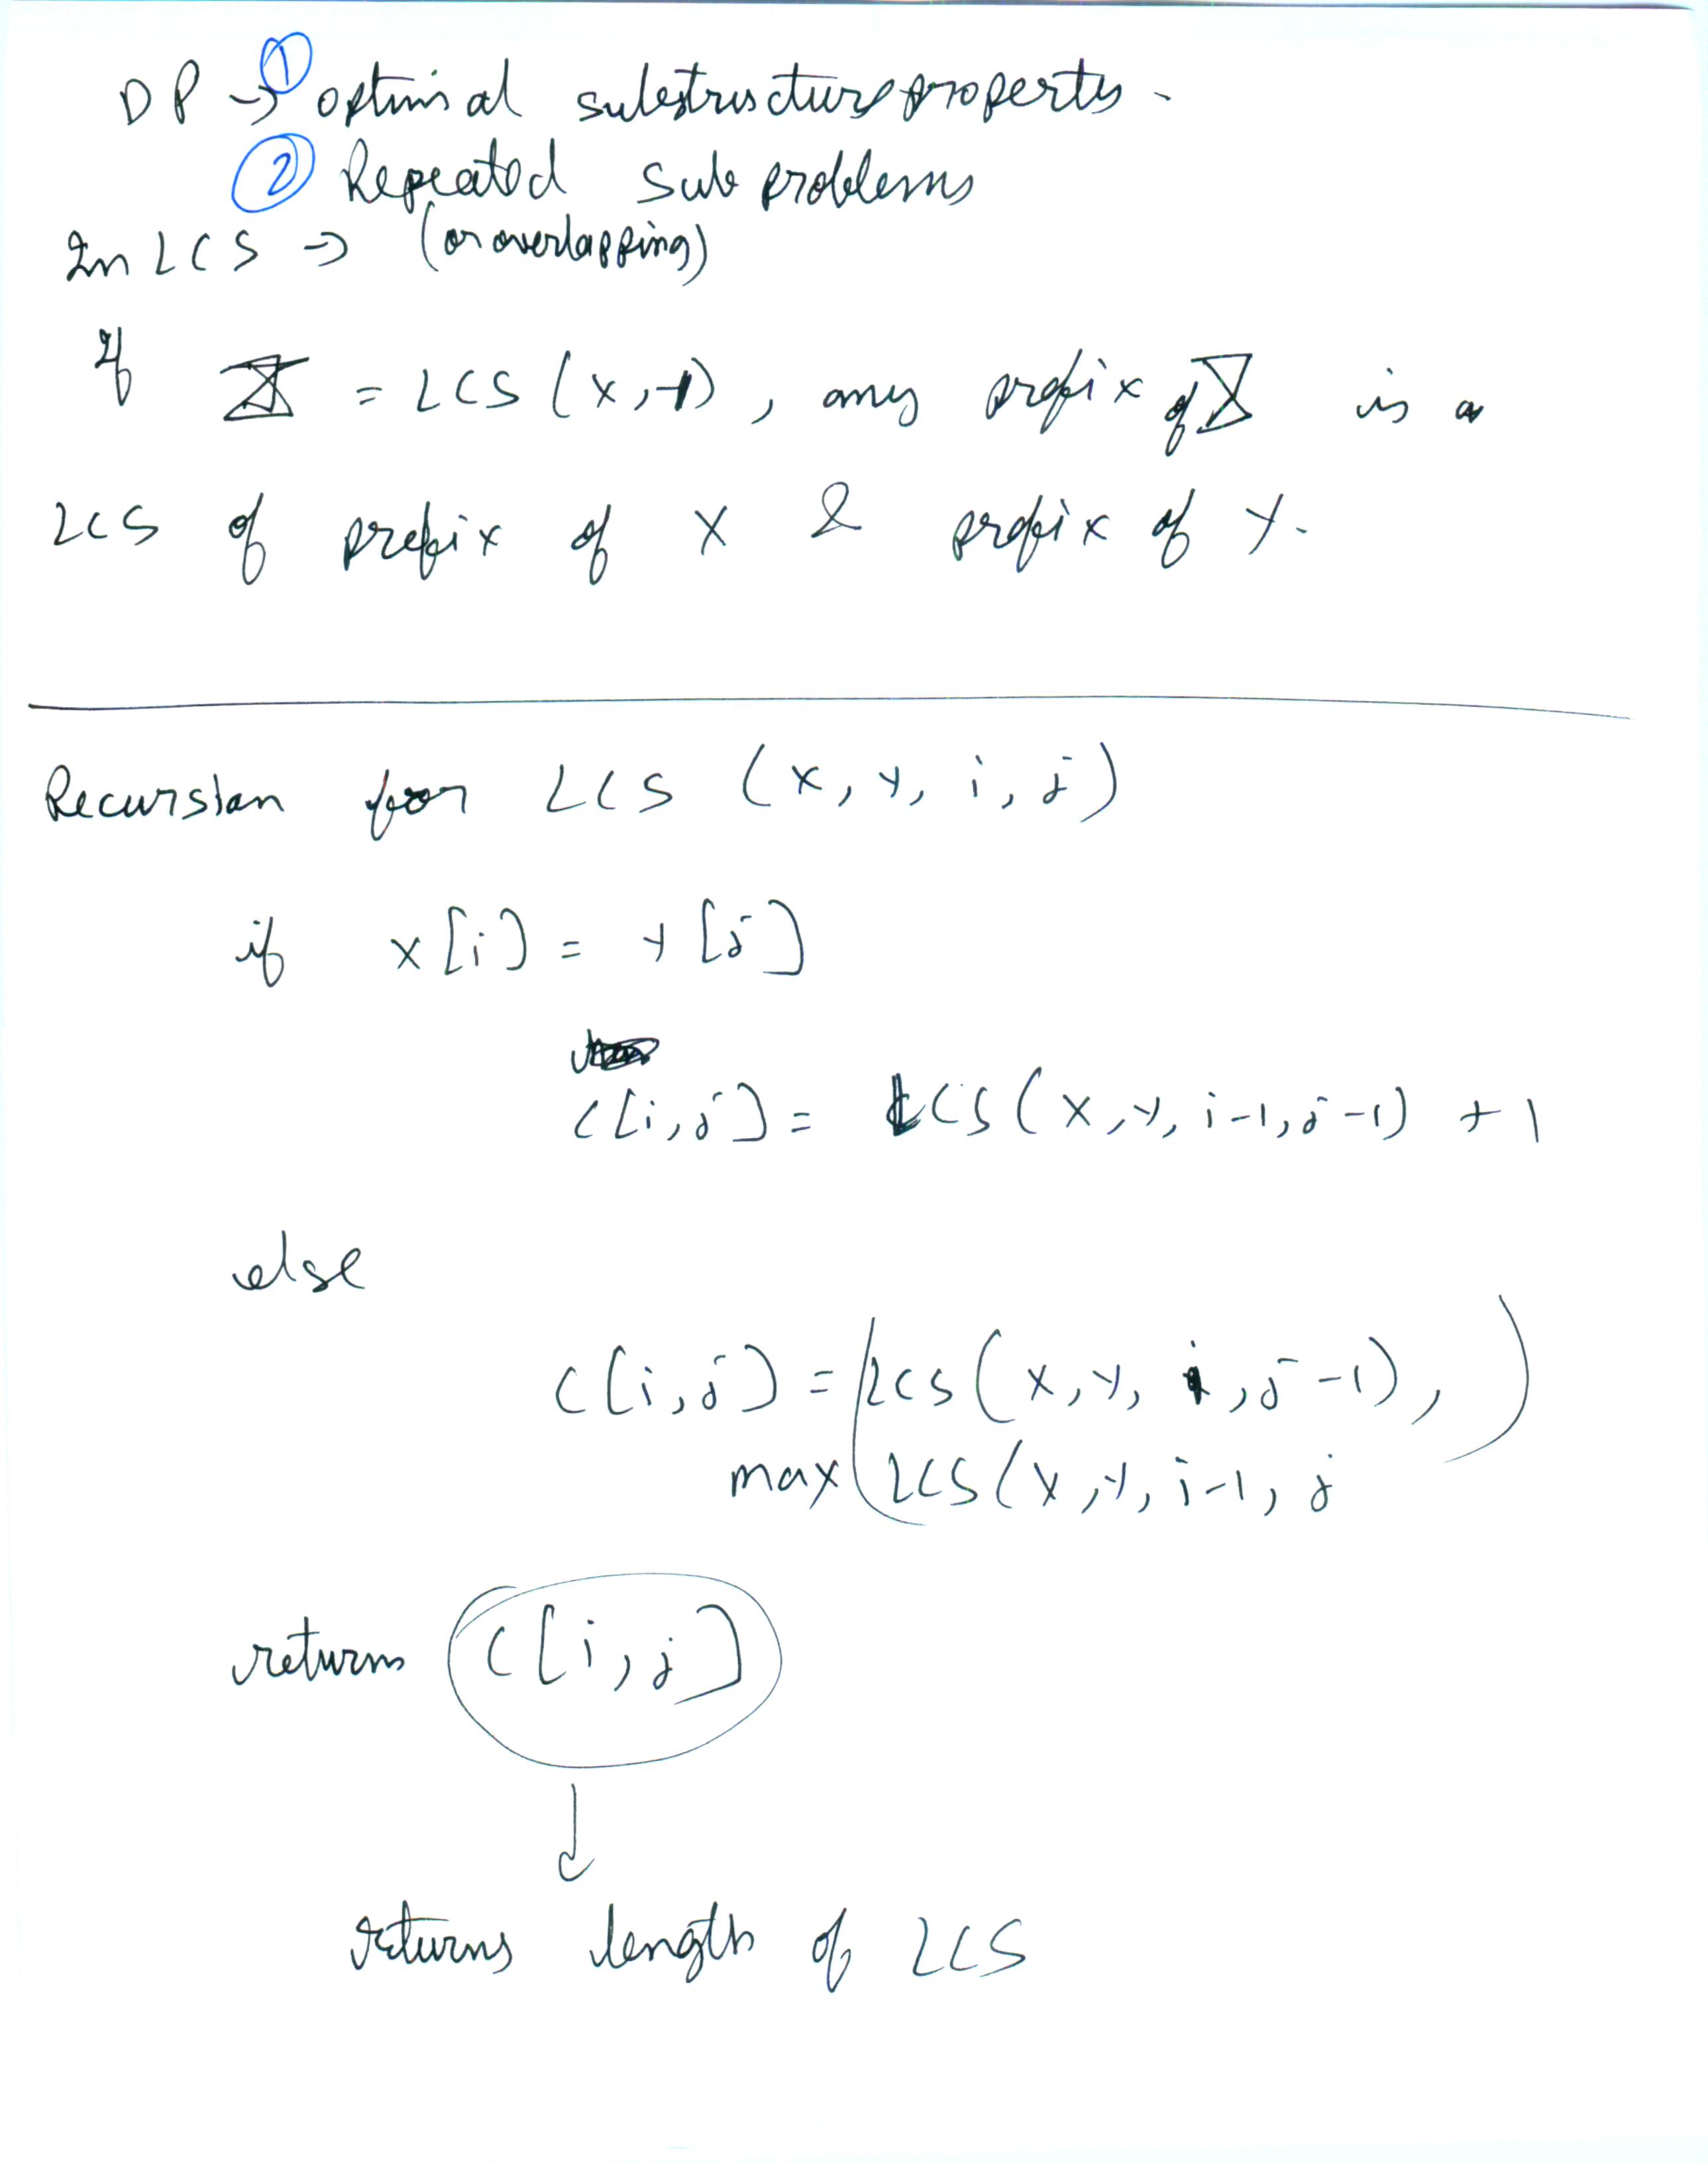 DP → ① optimal substructure property.
② Repeated sub problems
In LCS → (or overlapping)
If Z = LCS (X, Y), any prefix of Z is a
LCS of prefix of X & prefix of Y.
Recursion for LCS (X, Y, i, j)
if x[i] = y[j]
C[i,j] = LCS(X, Y, i-1, j-1) + 1
else
C[i,j] = (LCS(X, Y, i, j-1), )
max LCS(X, Y, i-1, j
return C[i,j]
↓
returns length of LCS